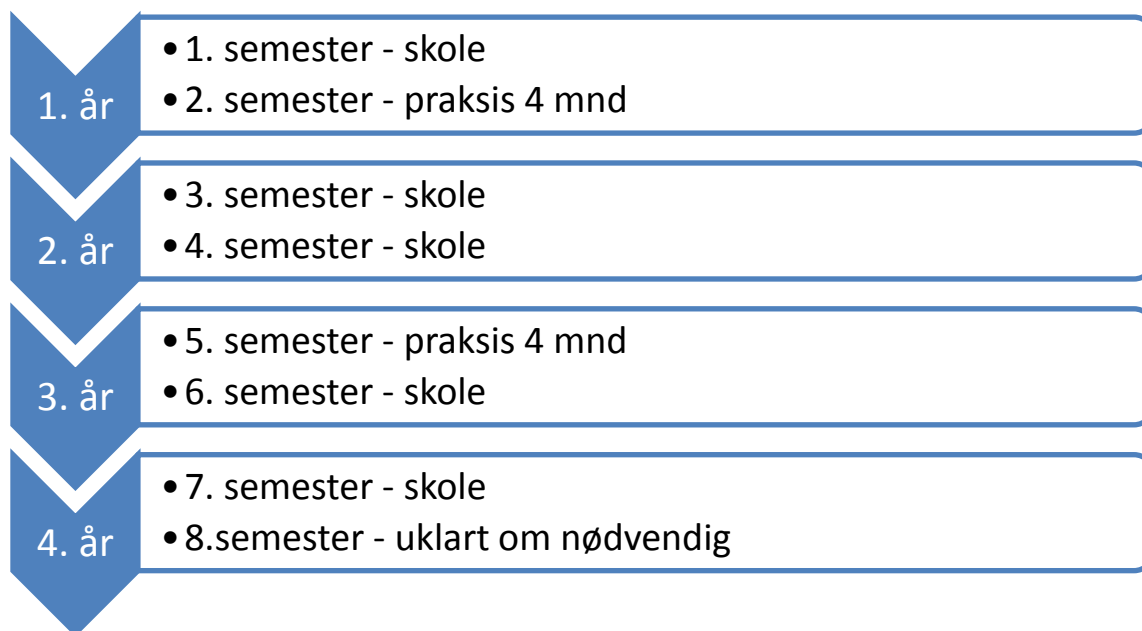 1. år
• 1. semester - skole
• 2. semester - praksis 4 mnd
2. år
• 3. semester - skole
• 4. semester - skole
3. år
• 5. semester - praksis 4 mnd
• 6. semester - skole
4. år
• 7. semester - skole
• 8.semester - uklart om nødvendig